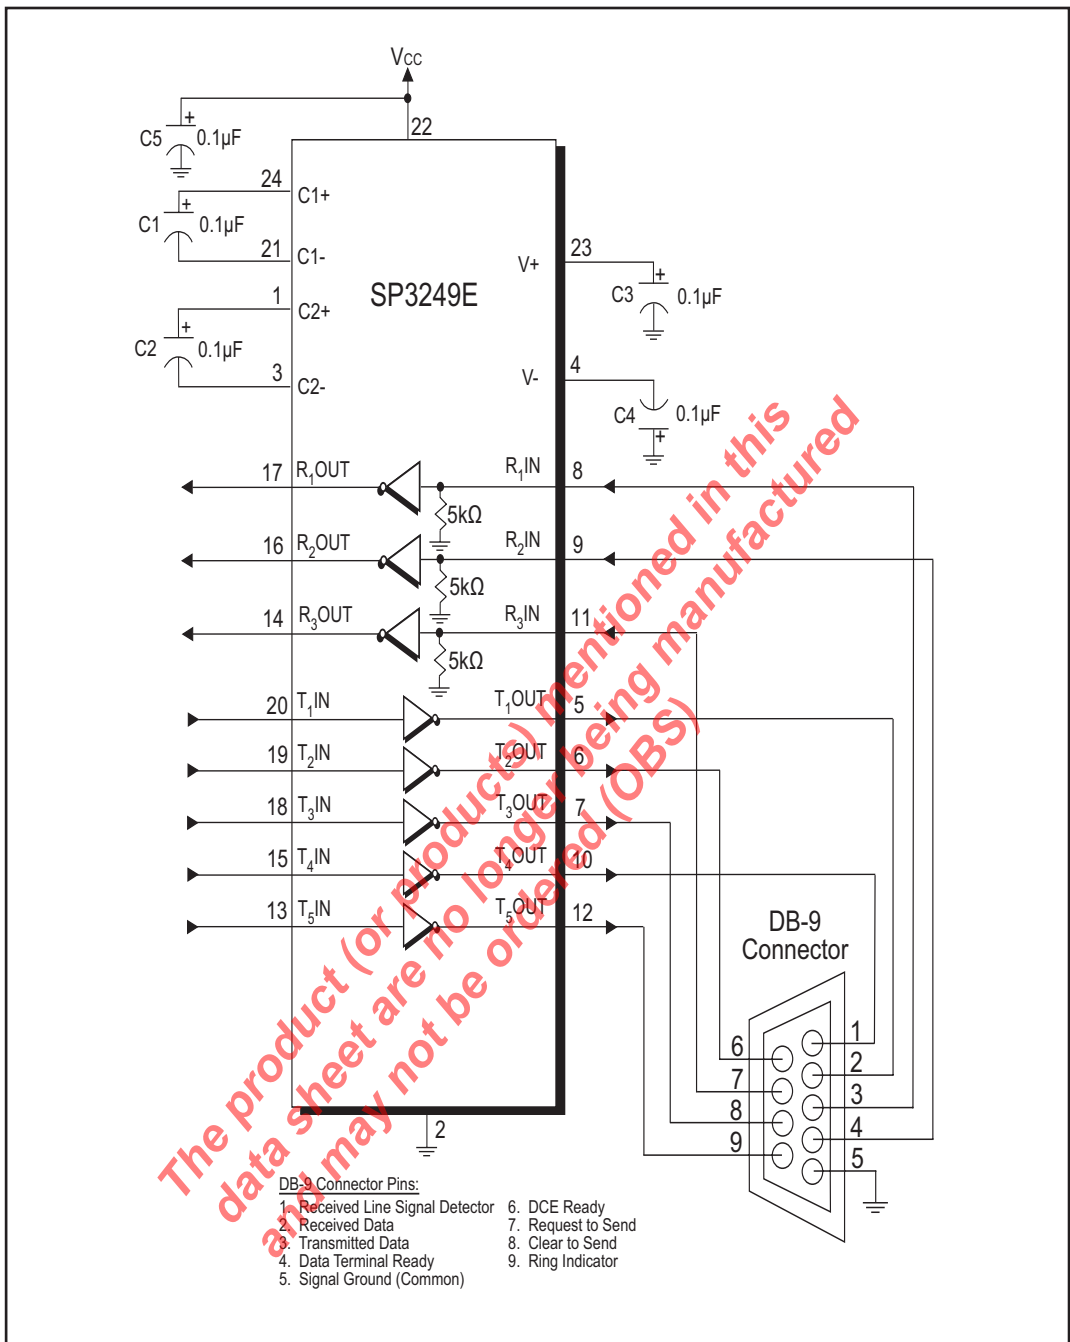 VCC
22
C5
+
0.1µF
24
C1+
C1
+
0.1µF
21
C1-
1
C2+
C2
+
0.1µF
3
C2-
SP3249E
V+
23
+
C3
0.1µF
V-
4
C4
0.1µF
+
17
R1OUT
R1IN
8
5kΩ
16
R2OUT
R2IN
9
5kΩ
14
R3OUT
R3IN
11
5kΩ
20
T1IN
T1OUT
5
19
T2IN
T2OUT
6
18
T3IN
T3OUT
7
15
T4IN
T4OUT
10
13
T5IN
T5OUT
12
DB-9
Connector
6
7
8
9
1
2
3
4
5
2
DB-9 Connector Pins:
1. Received Line Signal Detector
2. Received Data
3. Transmitted Data
4. Data Terminal Ready
5. Signal Ground (Common)
6. DCE Ready
7. Request to Send
8. Clear to Send
9. Ring Indicator
The product (or products) mentioned in this
data sheet are no longer being manufactured
and may not be ordered (OBS)